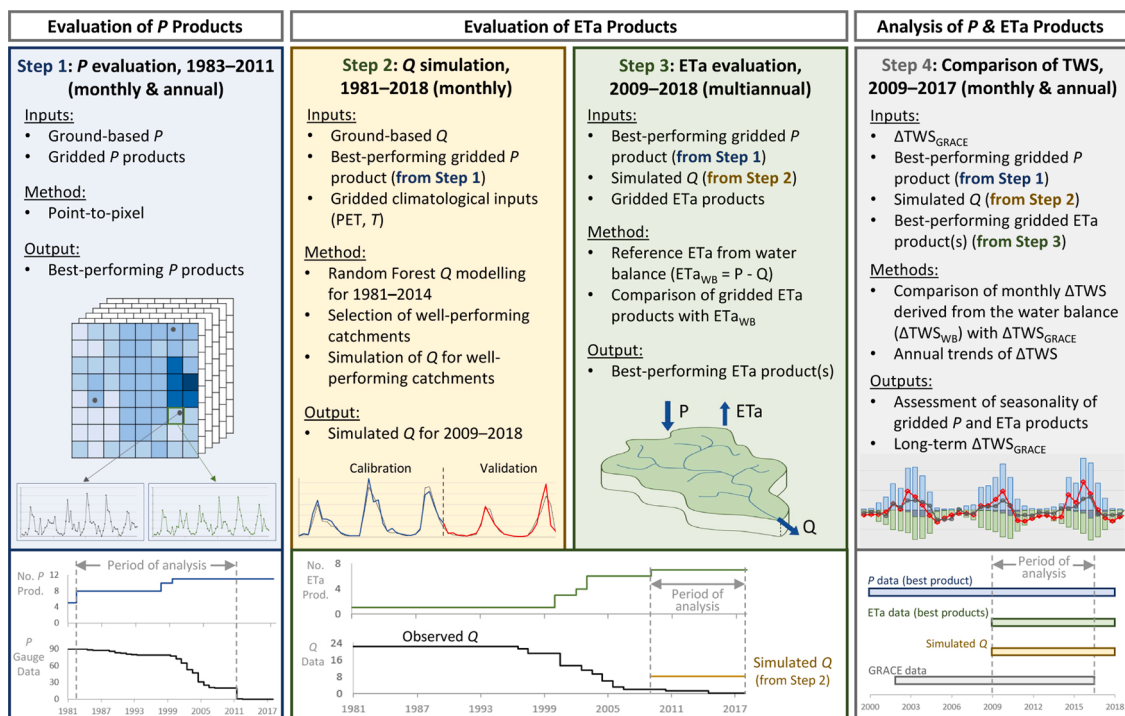 Evaluation of P Products
Step 1: P evaluation, 1983–2011
(monthly & annual)
Inputs:
• Ground-based P
• Gridded P products
Method:
• Point-to-pixel
Output:
• Best-performing P products
No. P
Prod.
12
8
4
Period of analysis
P
Gauge
Data
90
60
30
0
1981
1987
1993
1999
2005
2011
2017
Evaluation of ETa Products
Step 2: Q simulation,
1981–2018 (monthly)
Inputs:
• Ground-based Q
• Best-performing gridded P
product (from Step 1)
• Gridded climatological inputs
(PET, T)
Method:
• Random Forest Q modelling
for 1981–2014
• Selection of well-performing
catchments
• Simulation of Q for well-
performing catchments
Output:
• Simulated Q for 2009–2018
Calibration
Validation
Step 3: ETa evaluation,
2009–2018 (multiannual)
Inputs:
• Best-performing gridded P
product (from Step 1)
• Simulated Q (from Step 2)
• Gridded ETa products
Method:
• Reference ETa from water
balance (ETaWB = P - Q)
• Comparison of gridded ETa
products with ETaWB
Output:
• Best-performing ETa product(s)
P
ETa
Q
No.
ETa
Prod.
8
4
0
Period of
analysis
Q
Data
24
16
8
0
Observed Q
Simulated Q
(from Step 2)
1981
1987
1993
1999
2005
2011
2017
Analysis of P & ETa Products
Step 4: Comparison of TWS,
2009–2017 (monthly & annual)
Inputs:
• ΔTWSGRACE
• Best-performing gridded P
product (from Step 1)
• Simulated Q (from Step 2)
• Best-performing gridded ETa
product(s) (from Step 3)
Methods:
• Comparison of monthly ΔTWS
derived from the water balance
(ΔTWSWB) with ΔTWSGRACE
• Annual trends of ΔTWS
Outputs:
• Assessment of seasonality of
gridded P and ETa products
• Long-term ΔTWSGRACE
Period of
analysis
P data (best product)
ETa data (best products)
Simulated Q
GRACE data
2000
2003
2006
2009
2012
2015
2018